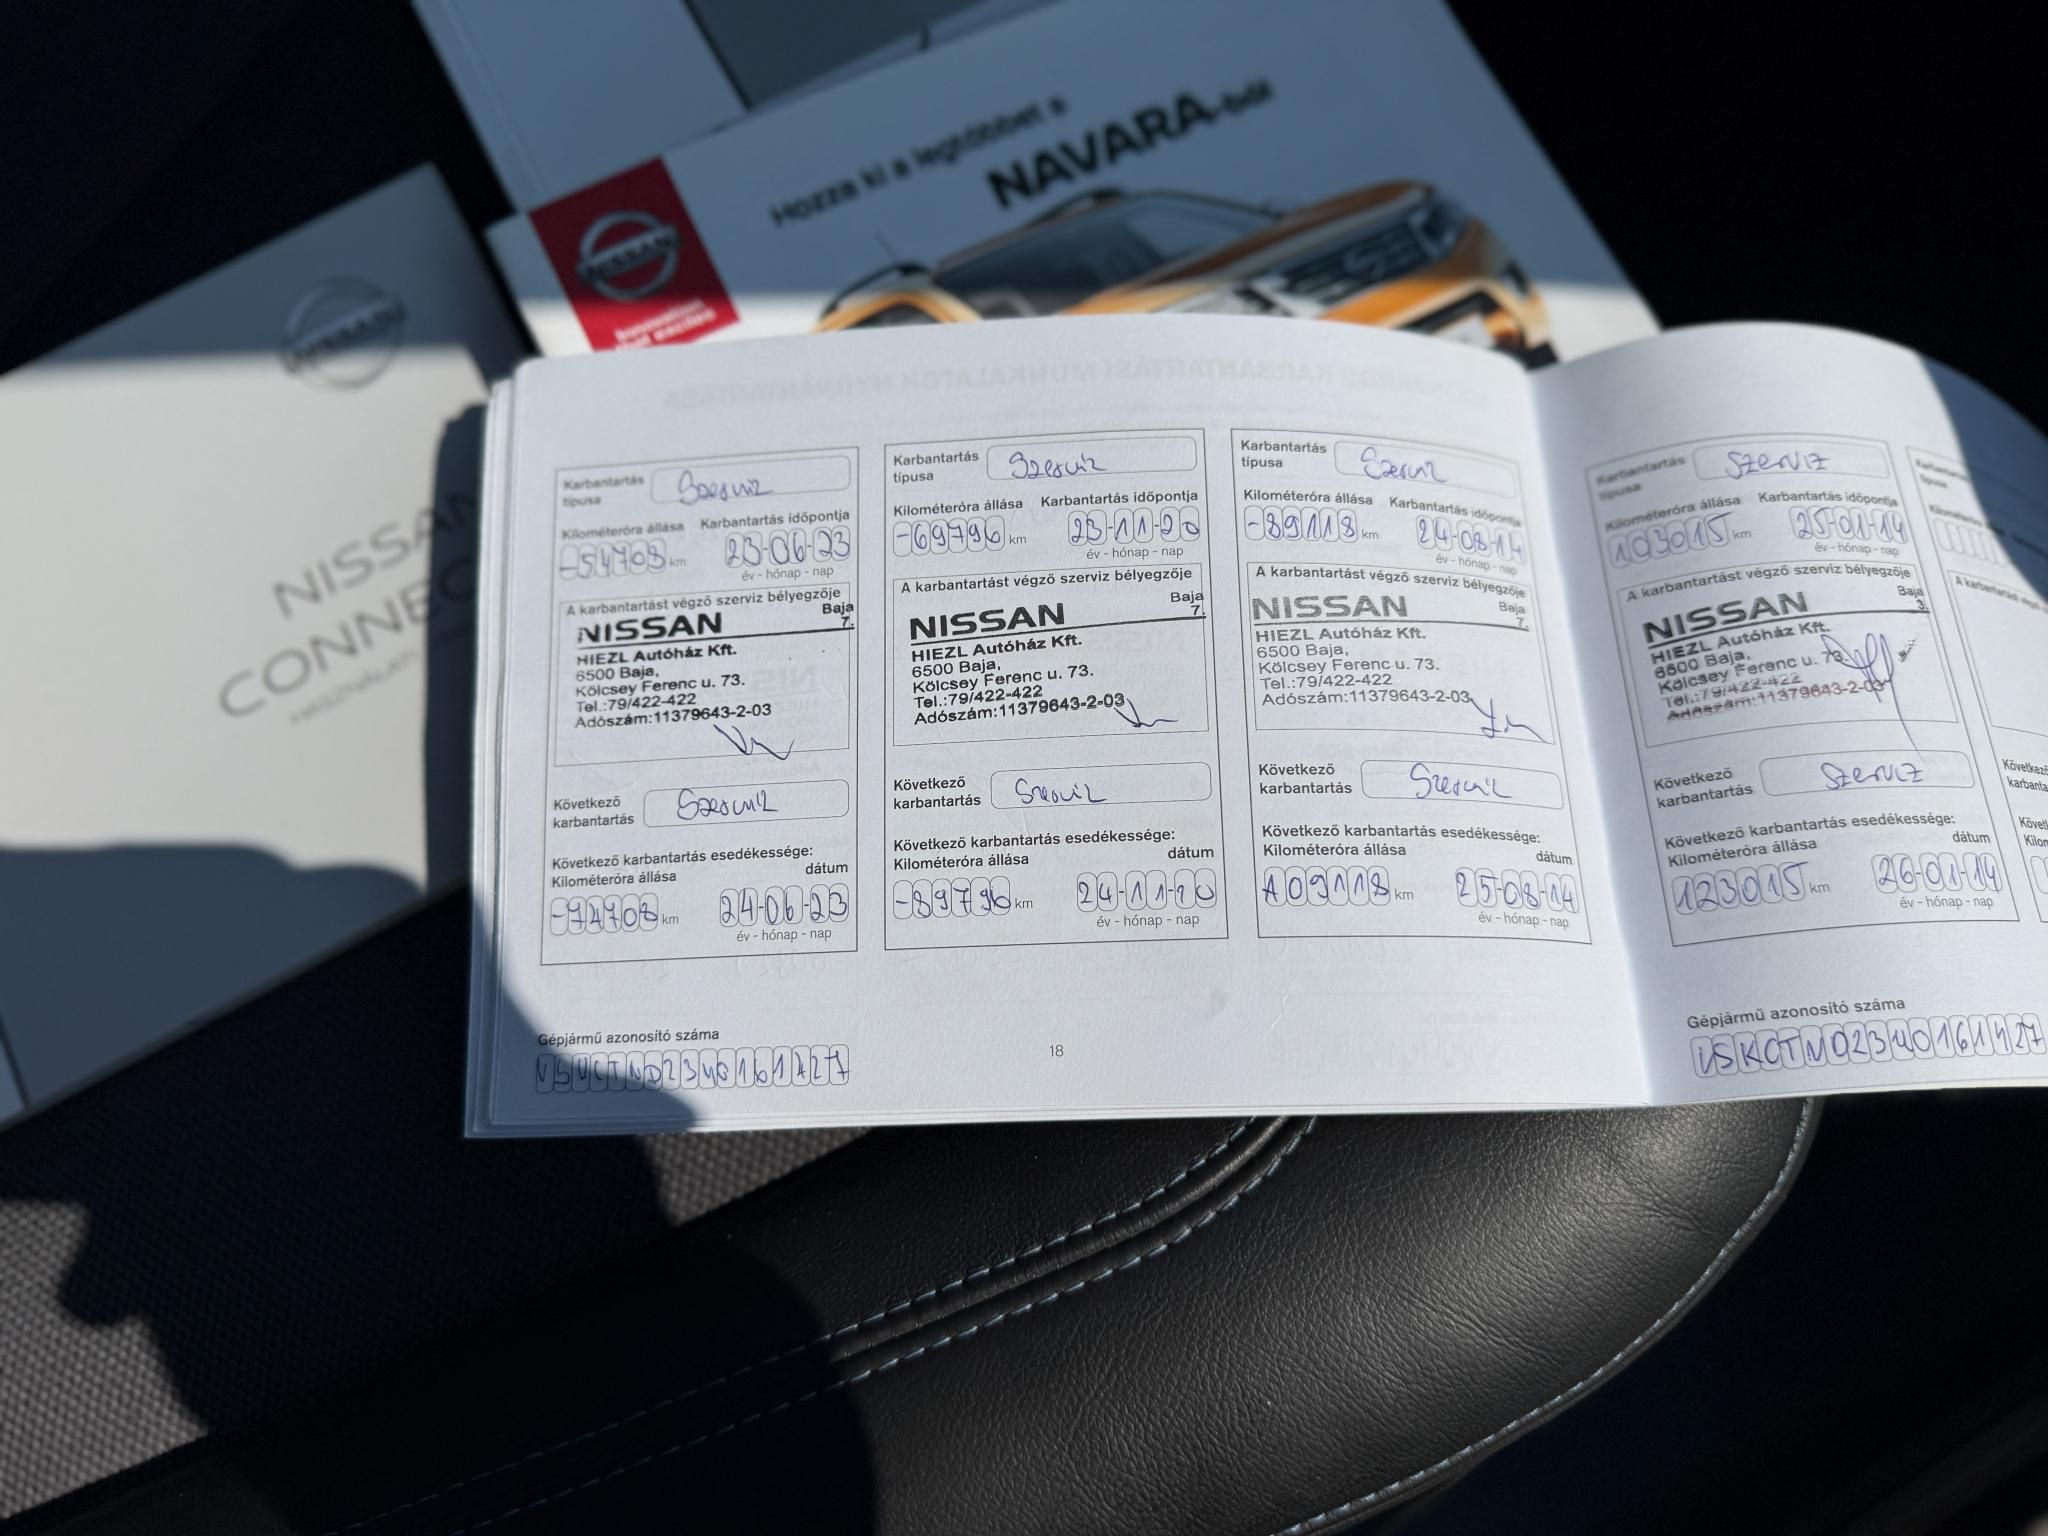 Hozza ki a legtöbbet a
NAVARA-ból
NISSAN
Innovation
that excites
NISSAN
NISSAN
CONNECT
Karbantartás
típusa
Szerviz
Kilométeróra állása
Karbantartás időpontja
-54708 km
23-06-23
év - hónap - nap
A karbantartást végző szerviz bélyegzője
NISSAN
Baja
7.
HIEZL Autóház Kft.
6500 Baja,
Kölcsey Ferenc u. 73.
Tel.:79/422-422
Adószám:11379643-2-03
Következő
karbantartás
Szerviz
Következő karbantartás esedékessége:
Kilométeróra állása
dátum
-74708 km
24-06-23
év - hónap - nap
Karbantartás
típusa
Szerviz
Kilométeróra állása
Karbantartás időpontja
-69796 km
23-11-20
év - hónap - nap
A karbantartást végző szerviz bélyegzője
NISSAN
Baja
7.
HIEZL Autóház Kft.
6500 Baja,
Kölcsey Ferenc u. 73.
Tel.:79/422-422
Adószám:11379643-2-03
Következő
karbantartás
Szerviz
Következő karbantartás esedékessége:
Kilométeróra állása
dátum
-89796 km
24-11-20
év - hónap - nap
Karbantartás
típusa
Szerviz
Kilométeróra állása
Karbantartás időpontja
-89118 km
24-08-14
év - hónap - nap
A karbantartást végző szerviz bélyegzője
NISSAN
Baja
7.
HIEZL Autóház Kft.
6500 Baja,
Kölcsey Ferenc u. 73.
Tel.:79/422-422
Adószám:11379643-2-03
Következő
karbantartás
Szerviz
Következő karbantartás esedékessége:
Kilométeróra állása
dátum
109118 km
25-08-14
év - hónap - nap
Gépjármű azonosító száma
18
Karbantartás
típusa
Szerviz
Kilométeróra állása
Karbantartás időpontja
103015 km
25-01-14
év - hónap - nap
A karbantartást végző szerviz bélyegzője
NISSAN
Baja
3.
HIEZL Autóház Kft.
6500 Baja,
Kölcsey Ferenc u. 73.
Tel.:79/422-422
Adószám:11379643-2-03
Következő
karbantartás
Szerviz
Következő karbantartás esedékessége:
Kilométeróra állása
dátum
123015 km
26-01-14
év - hónap - nap
Gépjármű azonosító száma
VSKCTND23U0161427